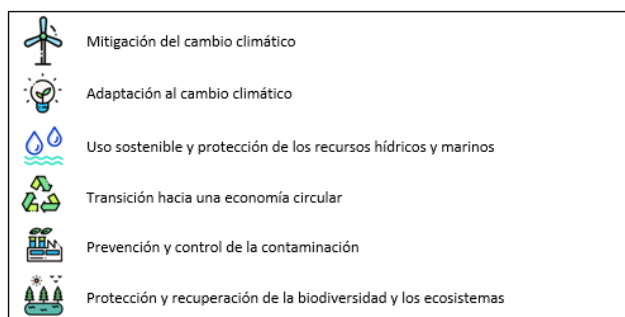 Mitigación del cambio climático
Adaptación al cambio climático
Uso sostenible y protección de los recursos hídricos y marinos
Transición hacia una economía circular
Prevención y control de la contaminación
Protección y recuperación de la biodiversidad y los ecosistemas